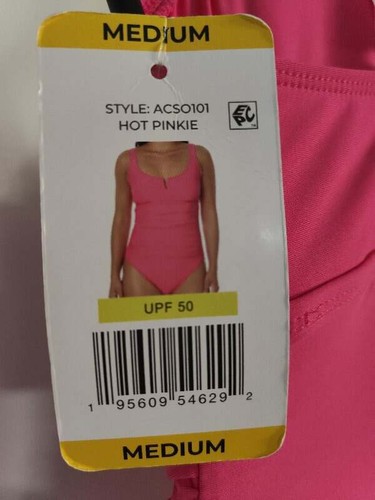 MEDIUM
STYLE: ACSO101
HOT PINKIE
UPF 50
1 95609 54629 2
MEDIUM